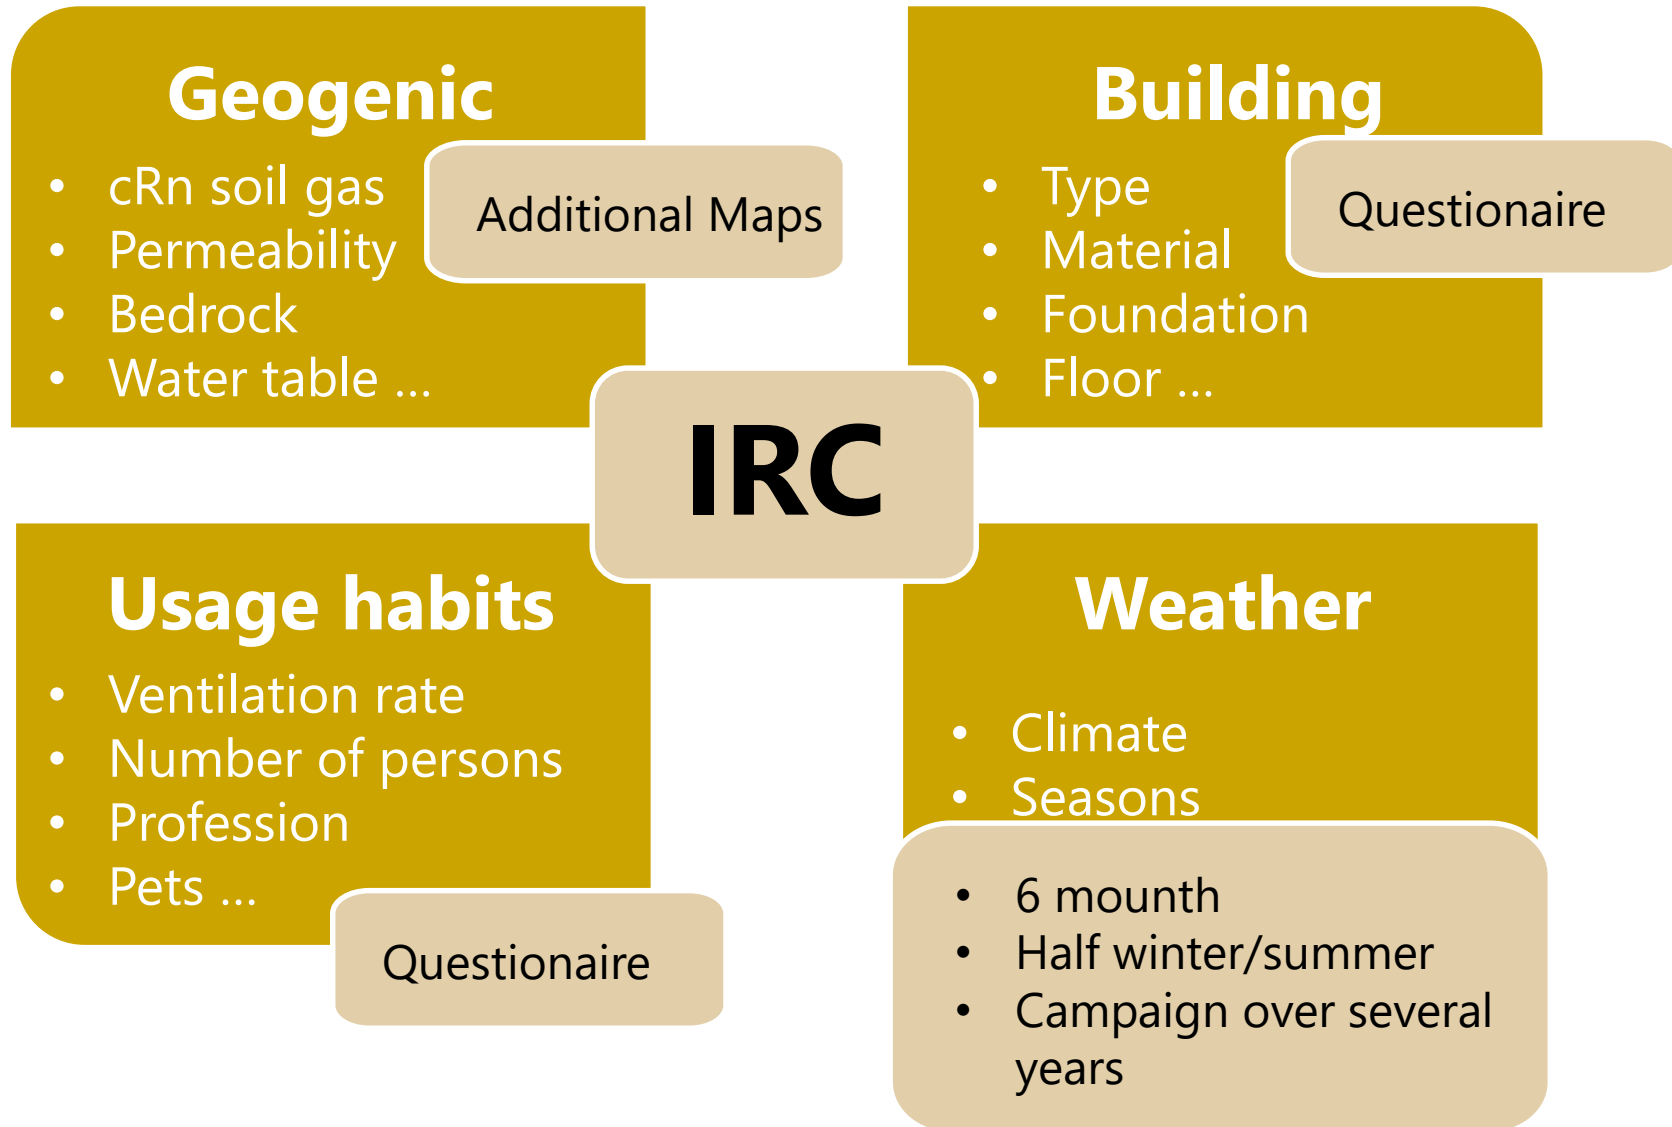 Geogenic
• cRn soil gas
• Permeability
• Bedrock
• Water table ...
Additional Maps
Building
• Type
• Material
• Foundation
• Floor ...
Questionaire
IRC
Usage habits
• Ventilation rate
• Number of persons
• Profession
• Pets ...
Questionaire
Weather
• Climate
• Seasons
• 6 mounth
• Half winter/summer
• Campaign over several
years